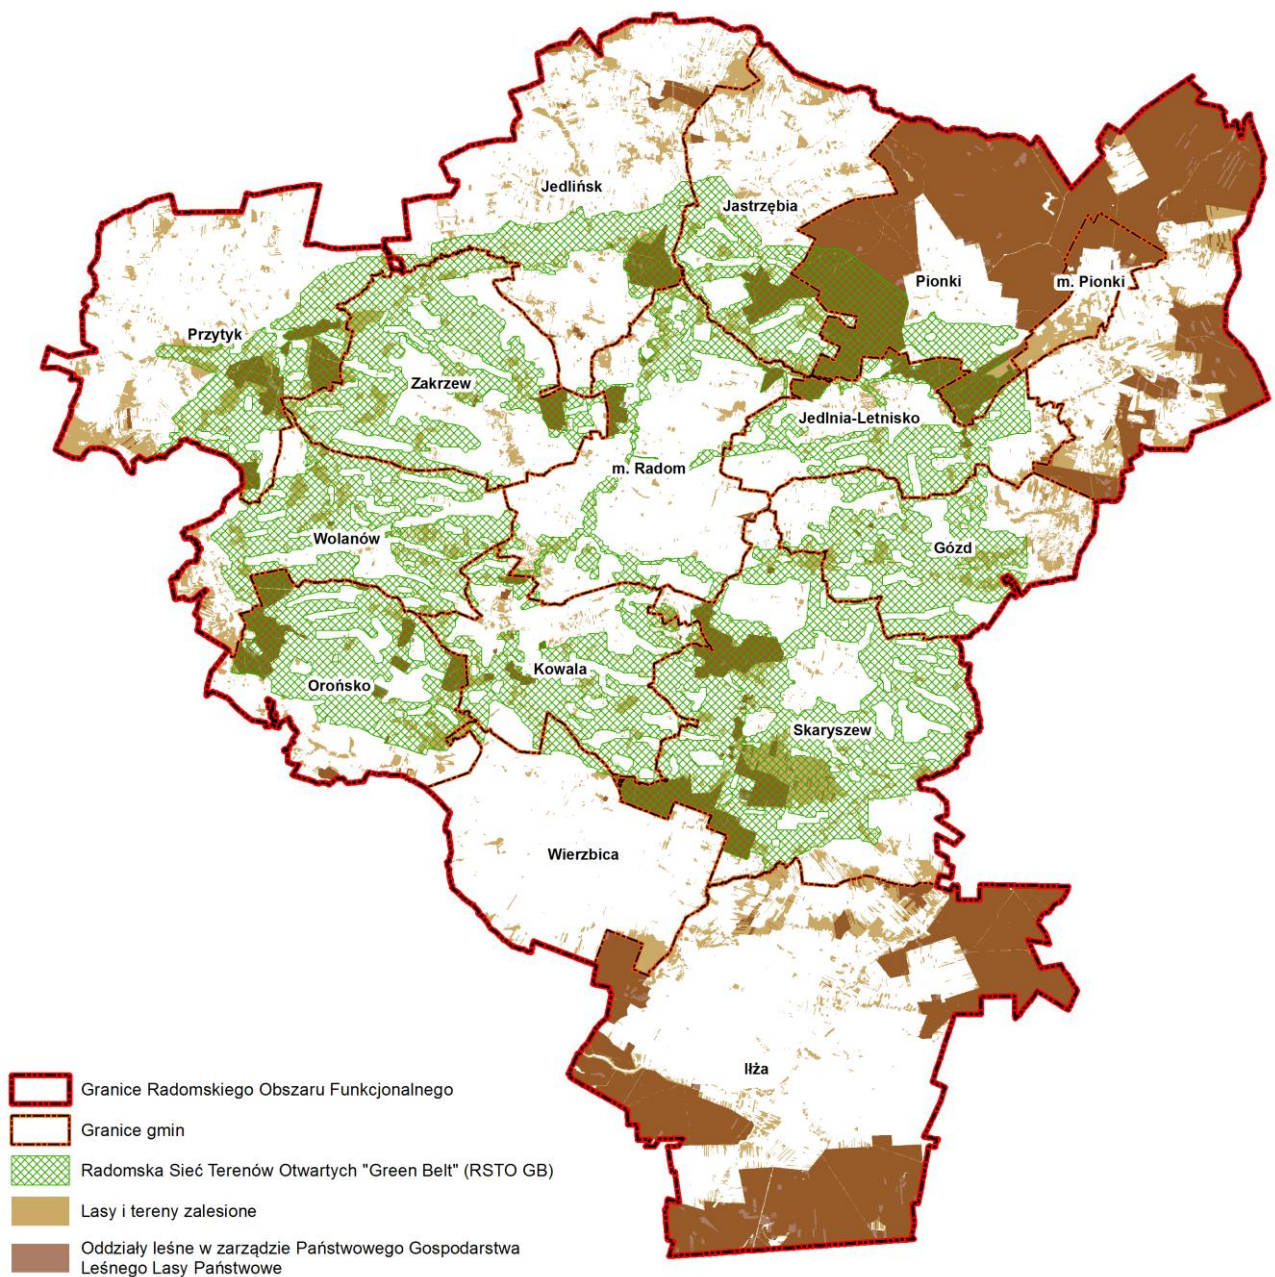 Jedlińsk
Jastrzębia
Pionki
m. Pionki
Przytyk
Zakrzew
Jedlnia-Letnisko
m. Radom
Wolanów
Gózd
Kowala
Orońsko
Skaryszew
Wierzbica
Iłża
Granice Radomskiego Obszaru Funkcjonalnego
Granice gmin
Radomska Sieć Terenów Otwartych "Green Belt" (RSTO GB)
Lasy i tereny zalesione
Oddziały leśne w zarządzie Państwowego Gospodarstwa
Leśnego Lasy Państwowe